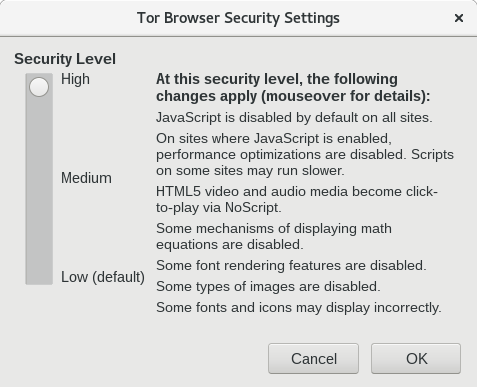 Tor Browser Security Settings
×
Security Level
High
Medium
Low (default)
At this security level, the following
changes apply (mouseover for details):
JavaScript is disabled by default on all sites.
On sites where JavaScript is enabled,
performance optimizations are disabled. Scripts
on some sites may run slower.
HTML5 video and audio media become click-
to-play via NoScript.
Some mechanisms of displaying math
equations are disabled.
Some font rendering features are disabled.
Some types of images are disabled.
Some fonts and icons may display incorrectly.
Cancel
OK